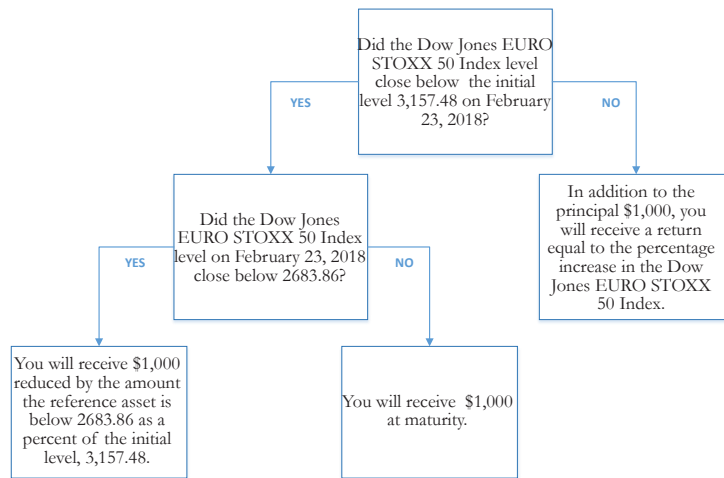 Did the Dow Jones EURO
STOXX 50 Index level
close below the initial
level 3,157.48 on February
23, 2018?
YES
NO
Did the Dow Jones
EURO STOXX 50 Index
level on February 23, 2018
close below 2683.86?
In addition to the
principal $1,000, you
will receive a return
equal to the percentage
increase in the Dow
Jones EURO STOXX
50 Index.
YES
NO
You will receive $1,000
reduced by the amount
the reference asset is
below 2683.86 as a
percent of the initial
level, 3,157.48.
You will receive $1,000
at maturity.